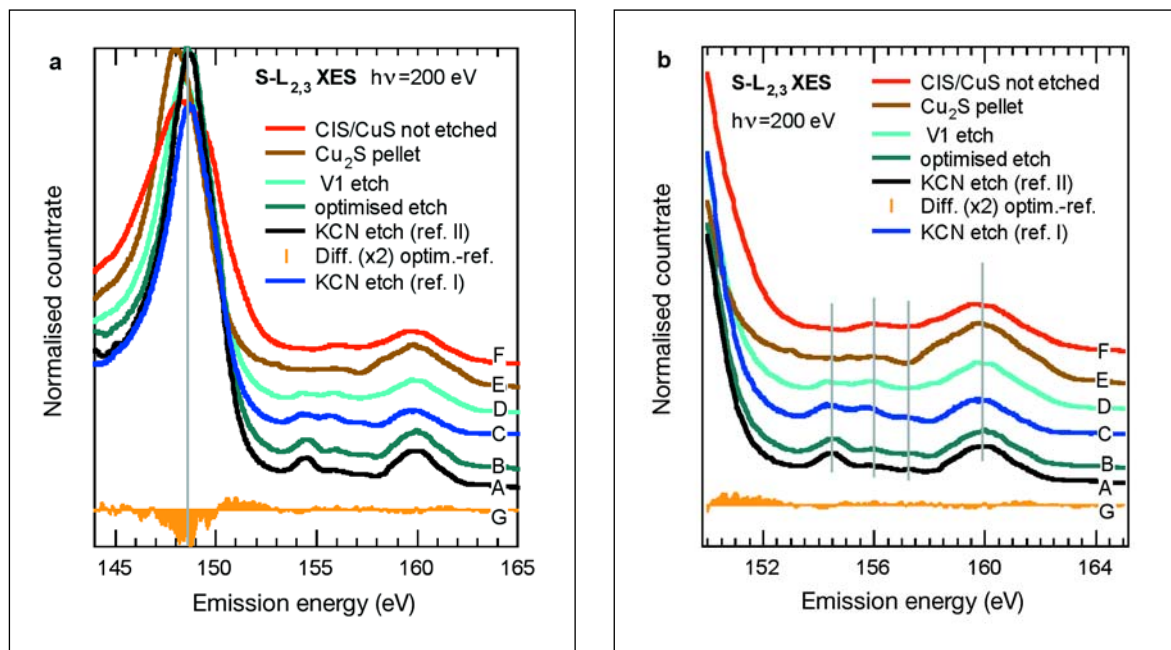 a
S-L2,3 XES hν=200 eV
CIS/CuS not etched
Cu2S pellet
V1 etch
optimised etch
KCN etch (ref. II)
Diff. (x2) optim.-ref.
KCN etch (ref. I)
Normalised countrate
F
E
D
C
B
A
G
145 150 155 160 165
Emission energy (eV)
b
S-L2,3 XES
hν=200 eV
CIS/CuS not etched
Cu2S pellet
V1 etch
optimised etch
KCN etch (ref. II)
Diff. (x2) optim.-ref.
KCN etch (ref. I)
Normalised countrate
F
E
D
C
B
A
G
152 156 160 164
Emission energy (eV)